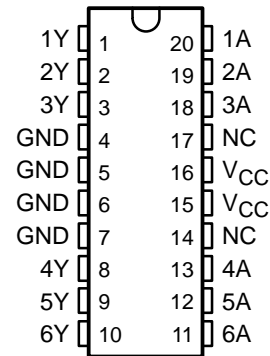 1Y 1 20 1A
2Y 2 19 2A
3Y 3 18 3A
GND 4 17 NC
GND 5 16 VCC
GND 6 15 VCC
GND 7 14 NC
4Y 8 13 4A
5Y 9 12 5A
6Y 10 11 6A